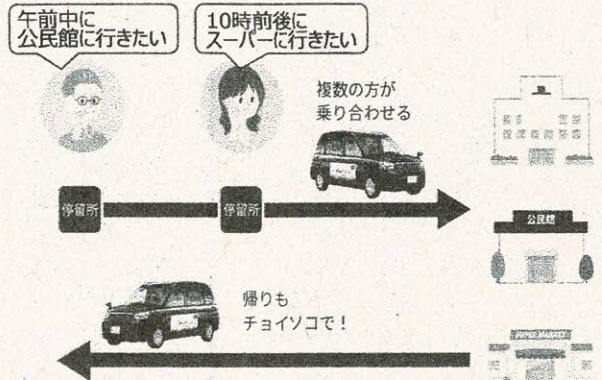 午前中に
公民館に行きたい
10時前後に
スーパーに行きたい
複数の方が
乗り合わせる
停留所
停留所
公民館
帰りも
チョイソコで！
SUPER MARKET